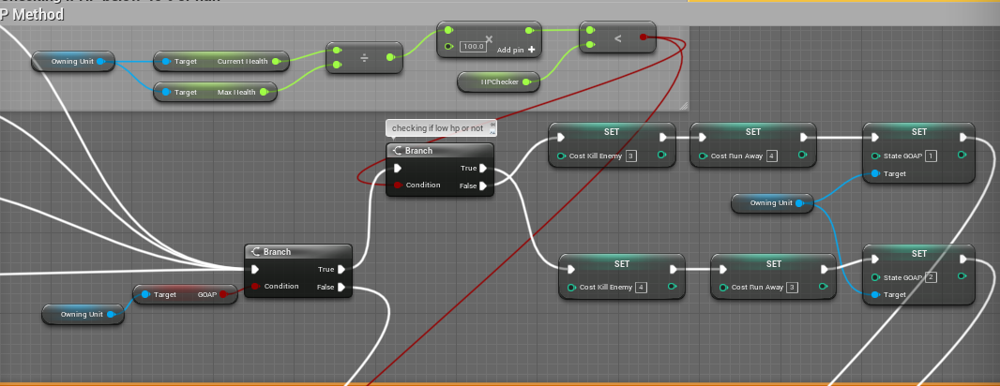 P Method
Owning Unit
Target Current Health
Target Max Health
÷
×
100.0
Add pin +
HPChecker
<
checking if low hp or not
Branch
True
Condition False
SET
Cost Kill Enemy 3
SET
Cost Run Away 4
SET
State GOAP 1
Target
Owning Unit
Branch
True
Condition False
Target GOAP
Owning Unit
SET
Cost Kill Enemy 4
SET
Cost Run Away 3
SET
State GOAP 2
Target